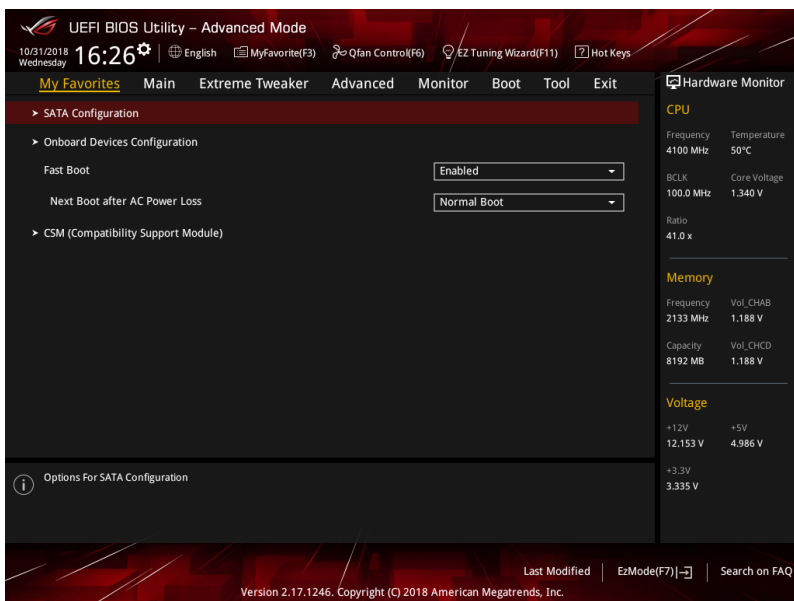 UEFI BIOS Utility – Advanced Mode
10/31/2018 Wednesday 16:26 English MyFavorite(F3) Qfan Control(F6) EZ Tuning Wizard(F11) ? Hot Keys
My Favorites Main Extreme Tweaker Advanced Monitor Boot Tool Exit
SATA Configuration
Onboard Devices Configuration
Fast Boot Enabled
Next Boot after AC Power Loss Normal Boot
CSM (Compatibility Support Module)
Options For SATA Configuration
Hardware Monitor
CPU
Frequency Temperature
4100 MHz 50°C
BCLK Core Voltage
100.0 MHz 1.340 V
Ratio
41.0 x
Memory
Frequency Vol_CHAB
2133 MHz 1.188 V
Capacity Vol_CHCD
8192 MB 1.188 V
Voltage
+12V +5V
12.153 V 4.986 V
+3.3V
3.335 V
Last Modified EzMode(F7) Search on FAQ
Version 2.17.1246. Copyright (C) 2018 American Megatrends, Inc.